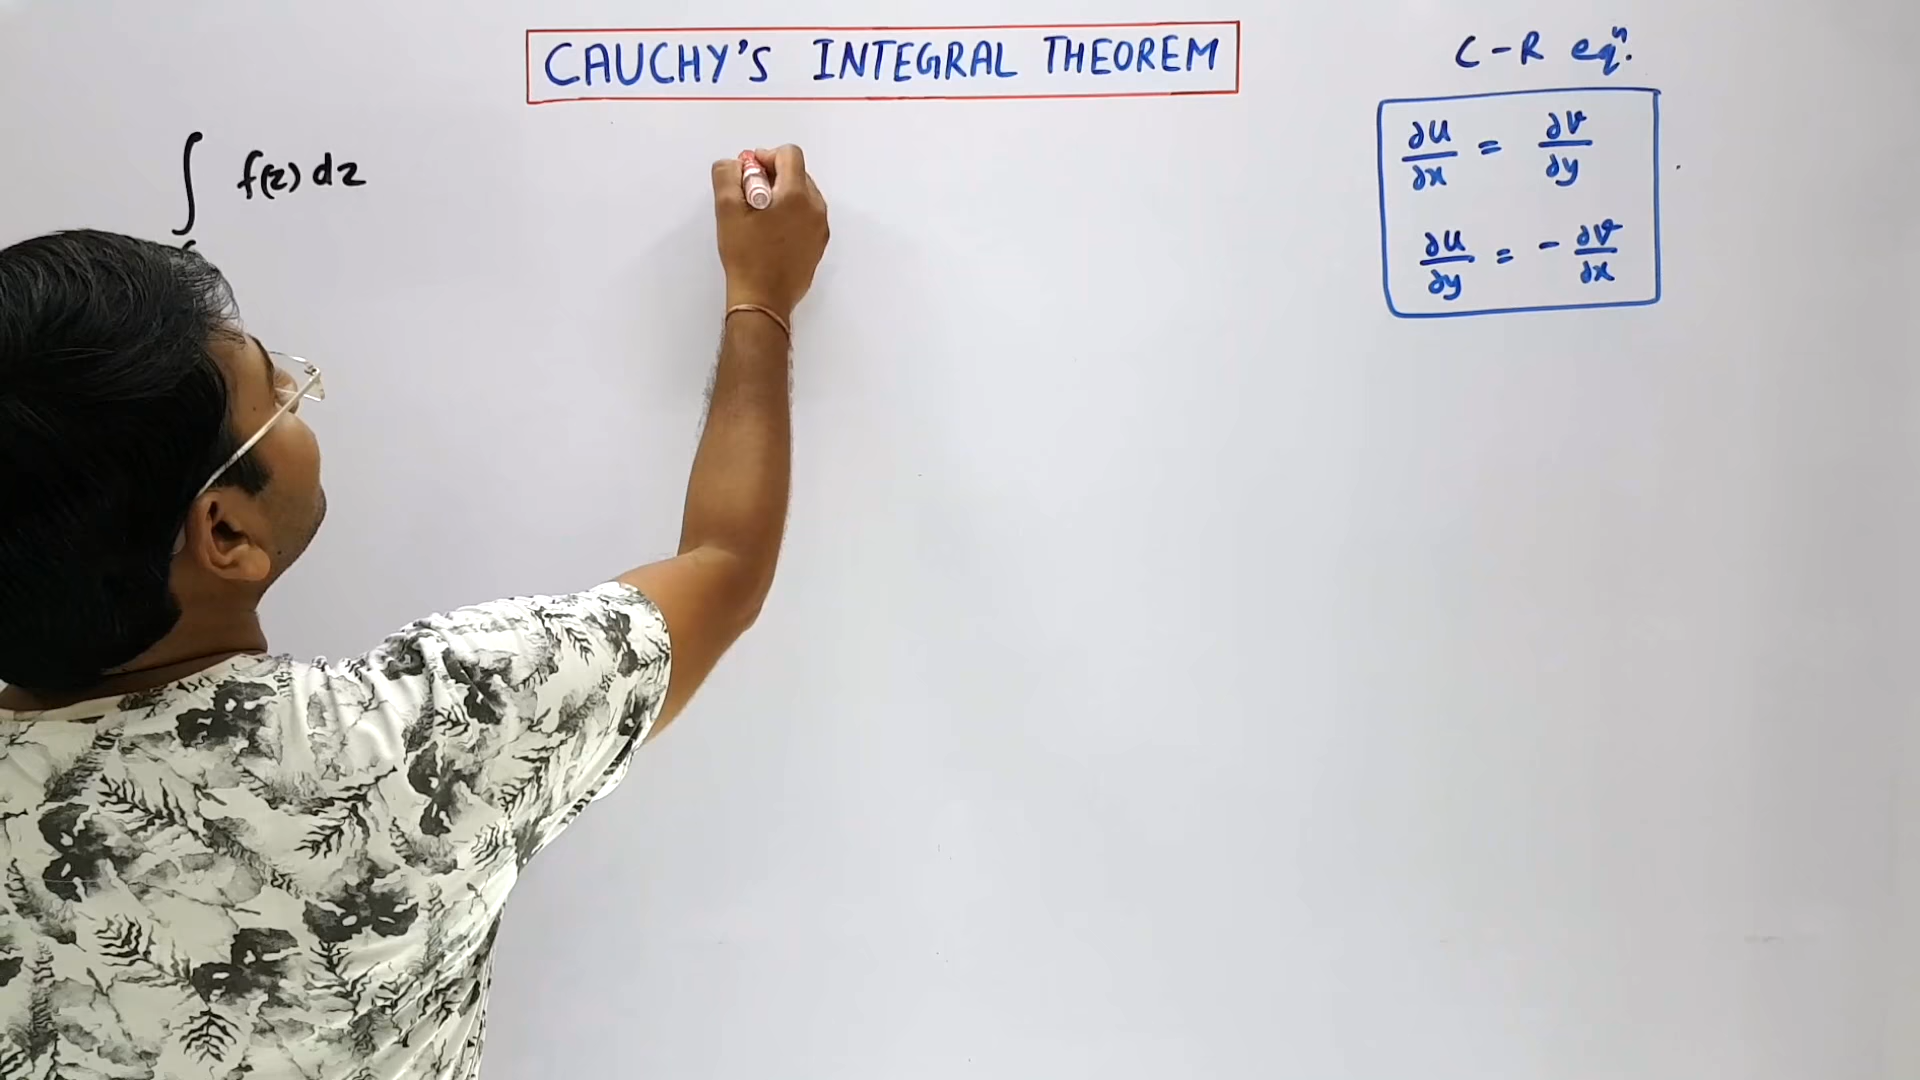 CAUCHY'S INTEGRAL THEOREM
∫ f(z) dz
C-R eqⁿ.
∂u/∂x = ∂v/∂y
∂u/∂y = - ∂v/∂x